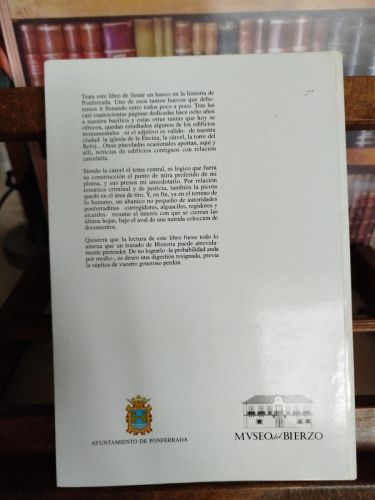 Trata este libro de llenar un hueco en la historia de
Ponferrada. Uno de esos tantos huecos que debe-
remos ir llenando entre todos poco a poco. Tras las
casi cuatrocientas páginas dedicadas hace ocho años
a nuestra basílica y estas otras tantas que hoy se
ofrecen, quedan estudiados algunos de los edificios
monumentales -si el adjetivo es válido- de nuestra
ciudad: la iglesia de la Encina, la cárcel, la torre del
Reloj... Otras pinceladas ocasionales aportan, aquí y
allí, noticias de edificios contiguos con relación
carcelaria.
Siendo la cárcel el tema central, es lógico que fuera
su construcción el punto de mira preferido de mi
pluma, y sus presos mi anecdotario. Por relación
temática criminal y de justicia, también la picota
quedó en el área de tiro. Y, en fin, ya en el terreno de
lo humano, un abanico no pequeño de autoridades
ponferradinas -corregidores, alguaciles, regidores y
alcaides- resume el interés con que se cierran las
última hojas, bajo el aval de una nutrida colección de
documentos.
Quisiera que la lectura de este libro fuese todo lo
amena que un tratado de Historia puede atrevida-
mente pretender. De no lograrlo -la probabilidad anda
por medio-, os deseo una digestión resignada, previa
la súplica de vuestro generoso perdón.
AYUNTAMIENTO DE PONFERRADA
MVSEO del BIERZO